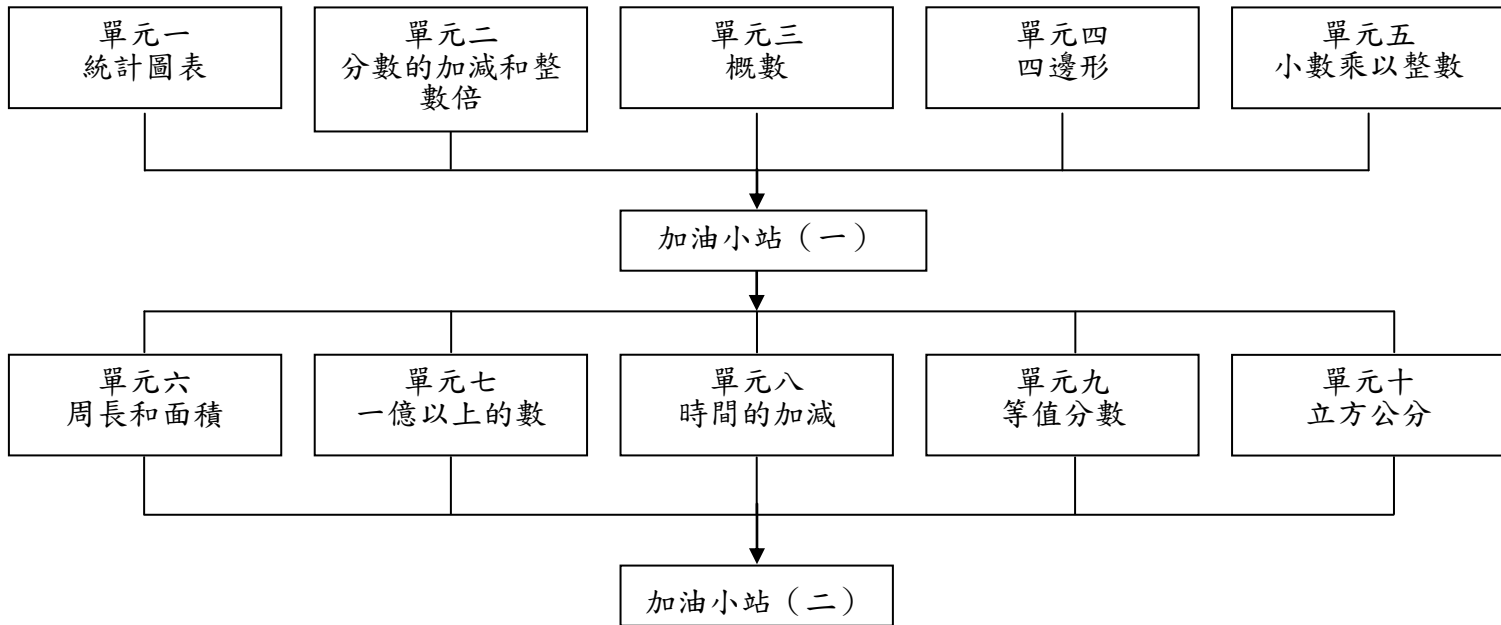 單元一
統計圖表
單元二
分數的加減和整
數倍
單元三
概數
單元四
四邊形
單元五
小數乘以整數
加油小站（一）
單元六
周長和面積
單元七
一億以上的數
單元八
時間的加減
單元九
等值分數
單元十
立方公分
加油小站（二）